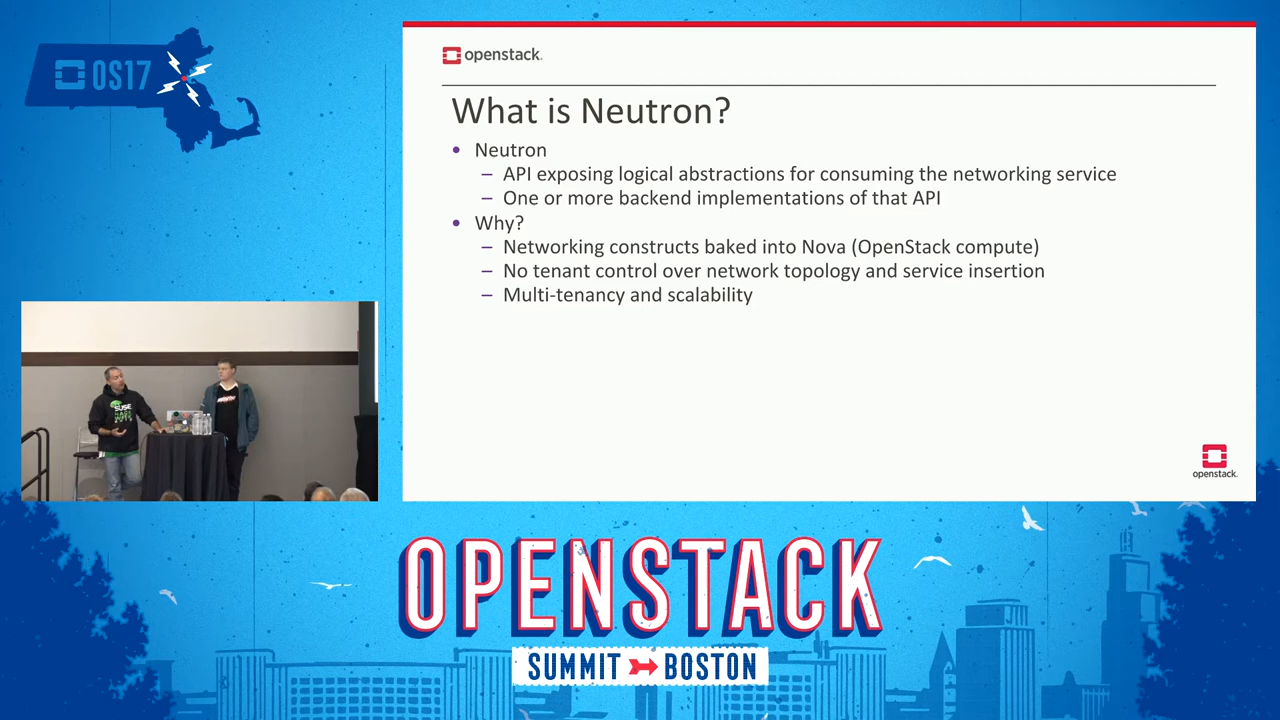 OS17
openstack.
What is Neutron?
• Neutron
– API exposing logical abstractions for consuming the networking service
– One or more backend implementations of that API
• Why?
– Networking constructs baked into Nova (OpenStack compute)
– No tenant control over network topology and service insertion
– Multi-tenancy and scalability
SUSE
openstack.
OPENSTACK
SUMMIT BOSTON